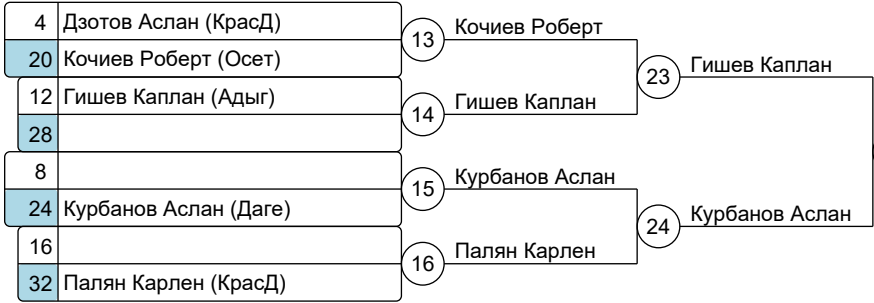 4 Дзотов Аслан (КрасД)
20 Кочиев Роберт (Осет)
12 Гишев Каплан (Адыг)
28
8
24 Курбанов Аслан (Даге)
16
32 Палян Карлен (КрасД)
13 Кочиев Роберт
14 Гишев Каплан
15 Курбанов Аслан
16 Палян Карлен
23 Гишев Каплан
24 Курбанов Аслан